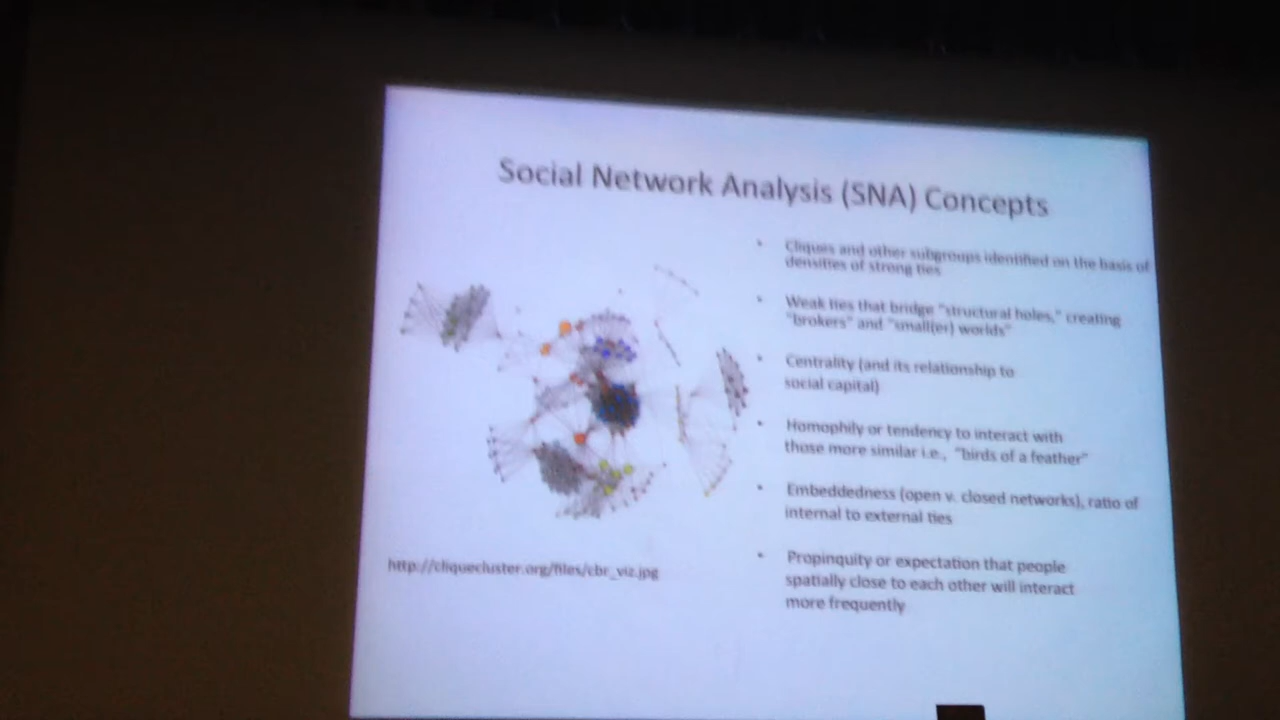 Social Network Analysis (SNA) Concepts
• Cliques and other subgroups identified on the basis of
densities of strong ties
• Weak ties that bridge "structural holes," creating
"brokers" and "small(er) worlds"
• Centrality (and its relationship to
social capital)
• Homophily or tendency to interact with
those more similar i.e., "birds of a feather"
• Embeddedness (open v. closed networks), ratio of
internal to external ties
• Propinquity or expectation that people
spatially close to each other will interact
more frequently
http://cliquecluster.org/files/cbr_viz.jpg